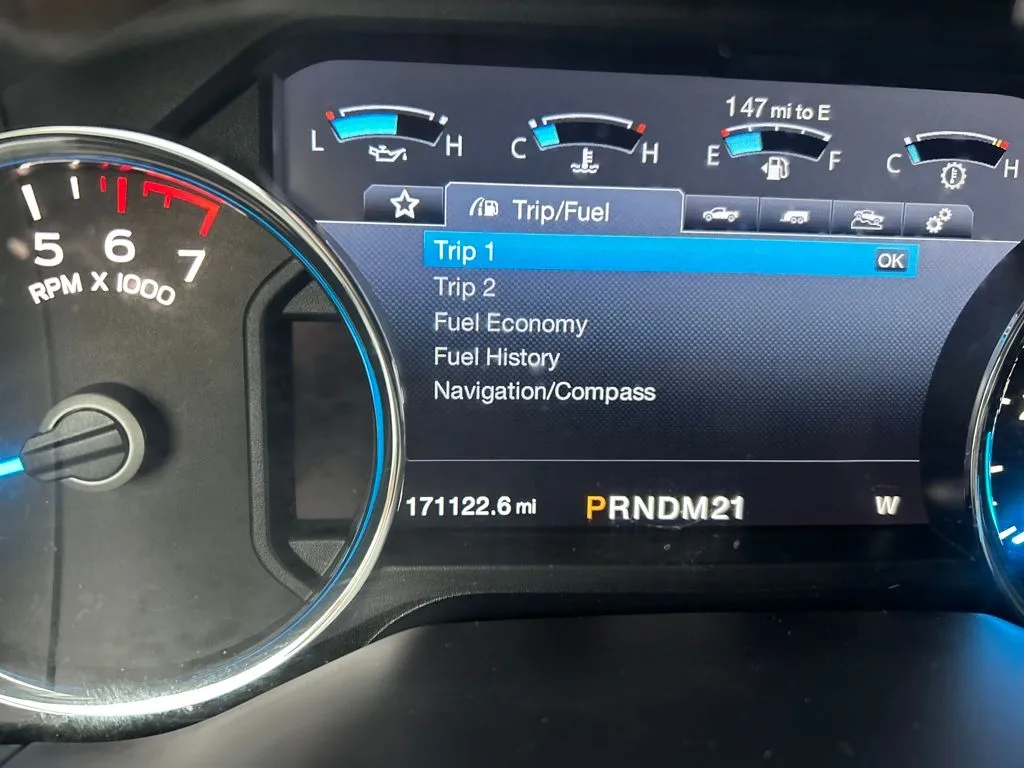 147 mi to E
L H
C H
E F
C H
Trip/Fuel
Trip 1 OK
Trip 2
Fuel Economy
Fuel History
Navigation/Compass
171122.6 mi PRNDM21 W
5 6 7
RPM X 1000